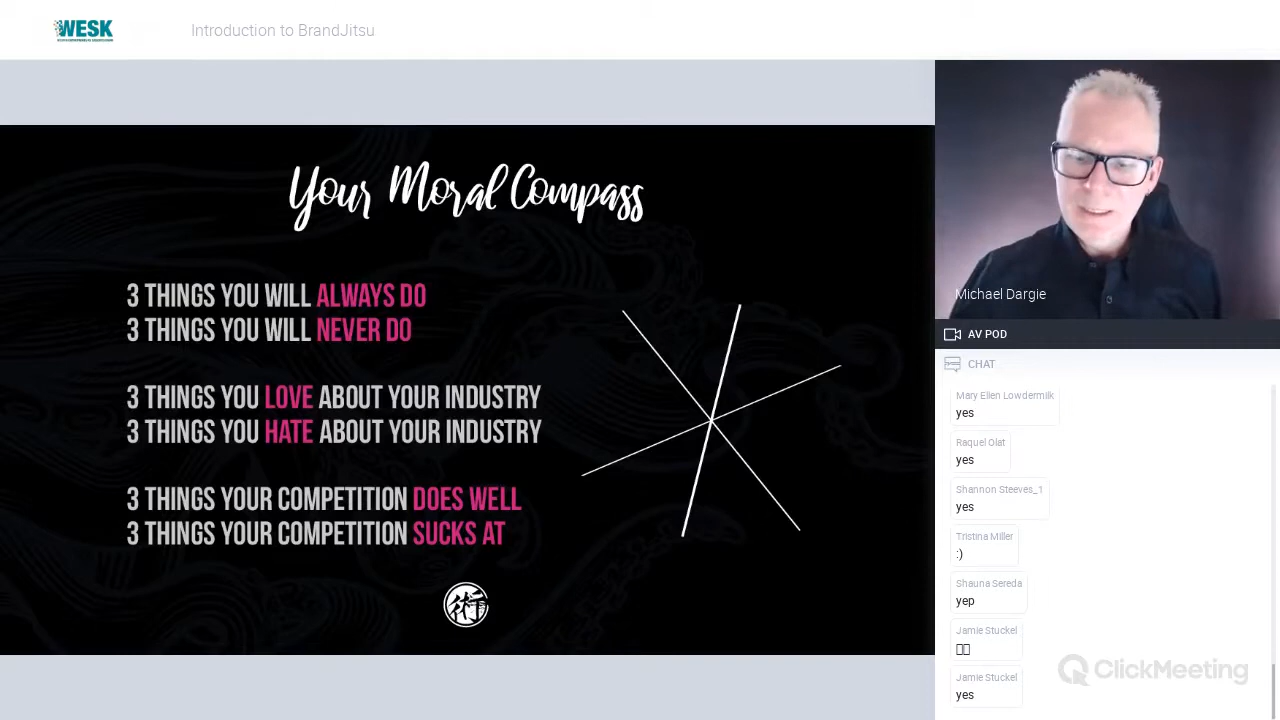 WESK
Introduction to BrandJitsu
Your Moral Compass
3 THINGS YOU WILL ALWAYS DO
3 THINGS YOU WILL NEVER DO
3 THINGS YOU LOVE ABOUT YOUR INDUSTRY
3 THINGS YOU HATE ABOUT YOUR INDUSTRY
3 THINGS YOUR COMPETITION DOES WELL
3 THINGS YOUR COMPETITION SUCKS AT
術
Michael Dargie
AV POD
CHAT
Mary Ellen Lowdermilk
yes
Raquel Olat
yes
Shannon Steeves_1
yes
Tristina Miller
:)
Shauna Sereda
yep
Jamie Stuckel
Jamie Stuckel
yes
ClickMeeting